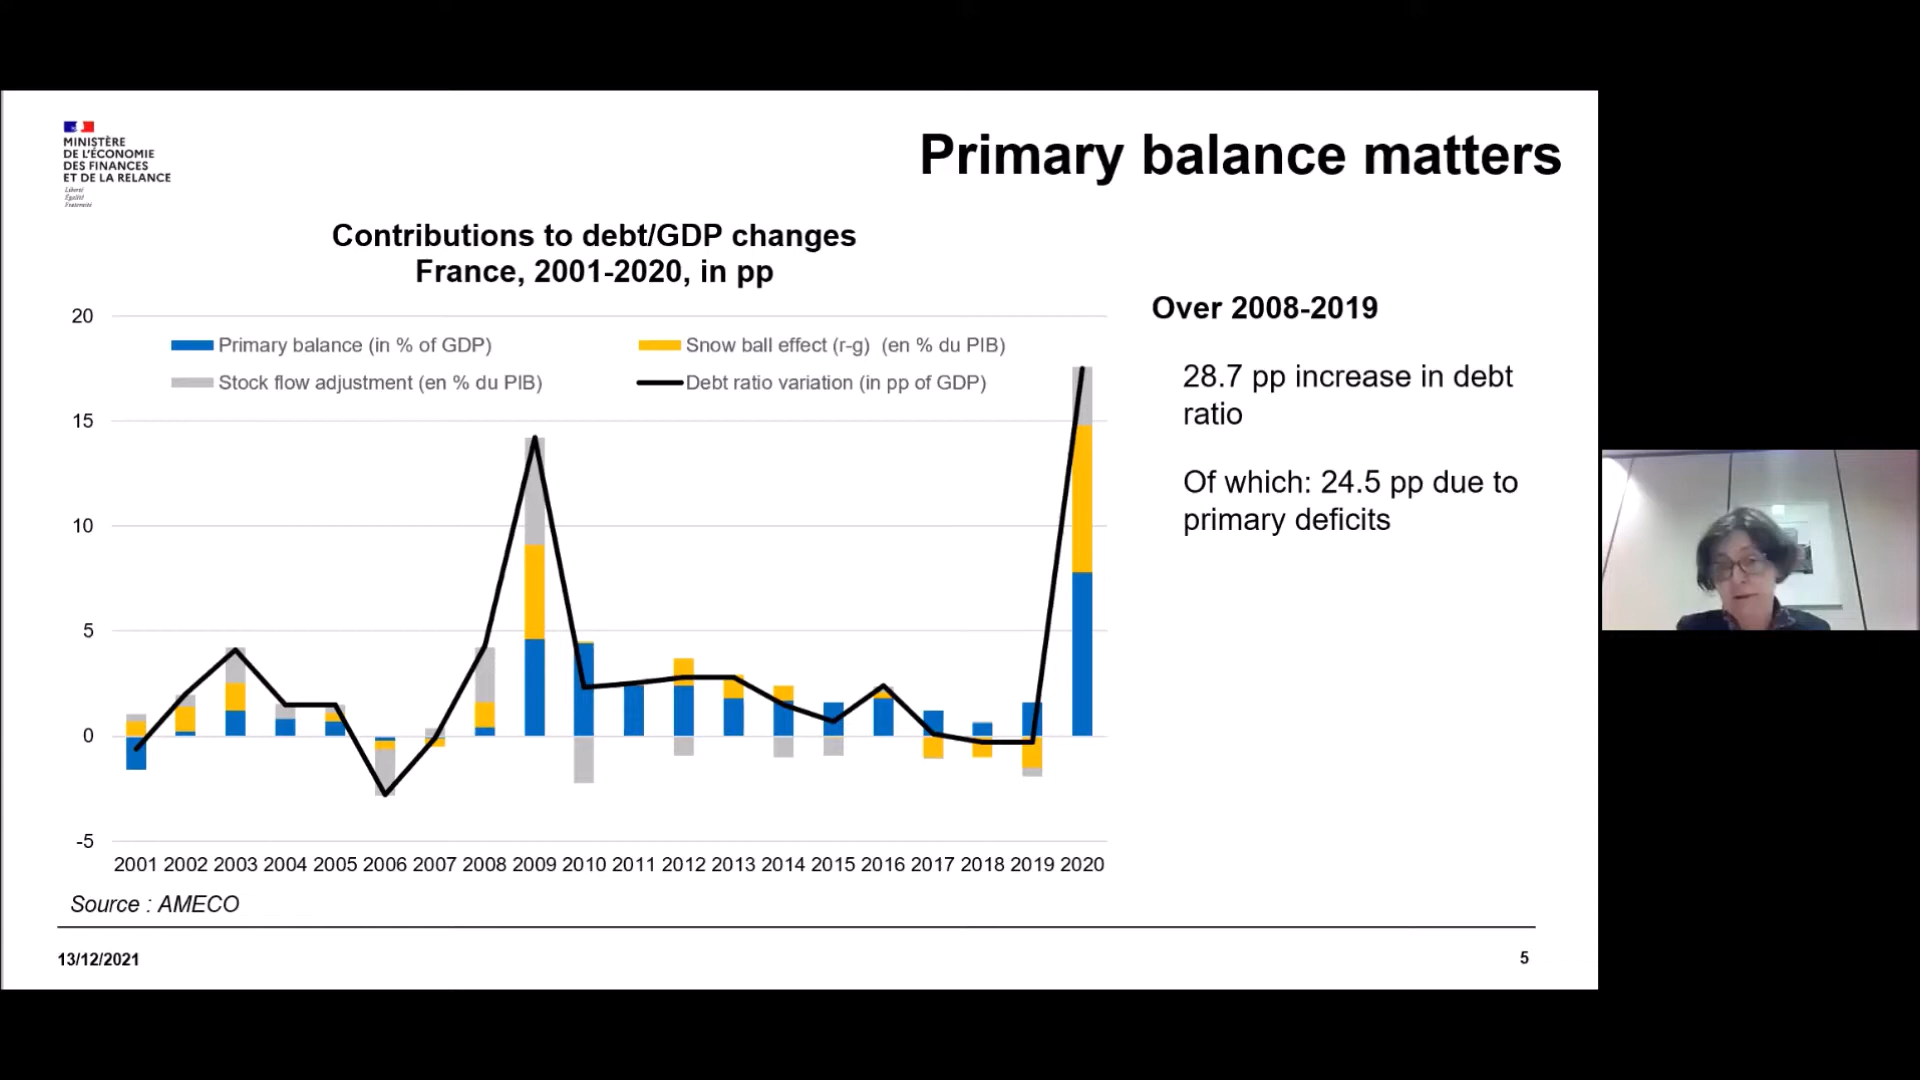 MINISTÈRE
DE L'ÉCONOMIE
DES FINANCES
ET DE LA RELANCE
Liberté
Égalité
Fraternité
Primary balance matters
Contributions to debt/GDP changes
France, 2001-2020, in pp
20
15
10
5
0
-5
Primary balance (in % of GDP)
Snow ball effect (r-g) (en % du PIB)
Stock flow adjustment (en % du PIB)
Debt ratio variation (in pp of GDP)
2001 2002 2003 2004 2005 2006 2007 2008 2009 2010 2011 2012 2013 2014 2015 2016 2017 2018 2019 2020
Source : AMECO
Over 2008-2019
28.7 pp increase in debt
ratio
Of which: 24.5 pp due to
primary deficits
13/12/2021
5